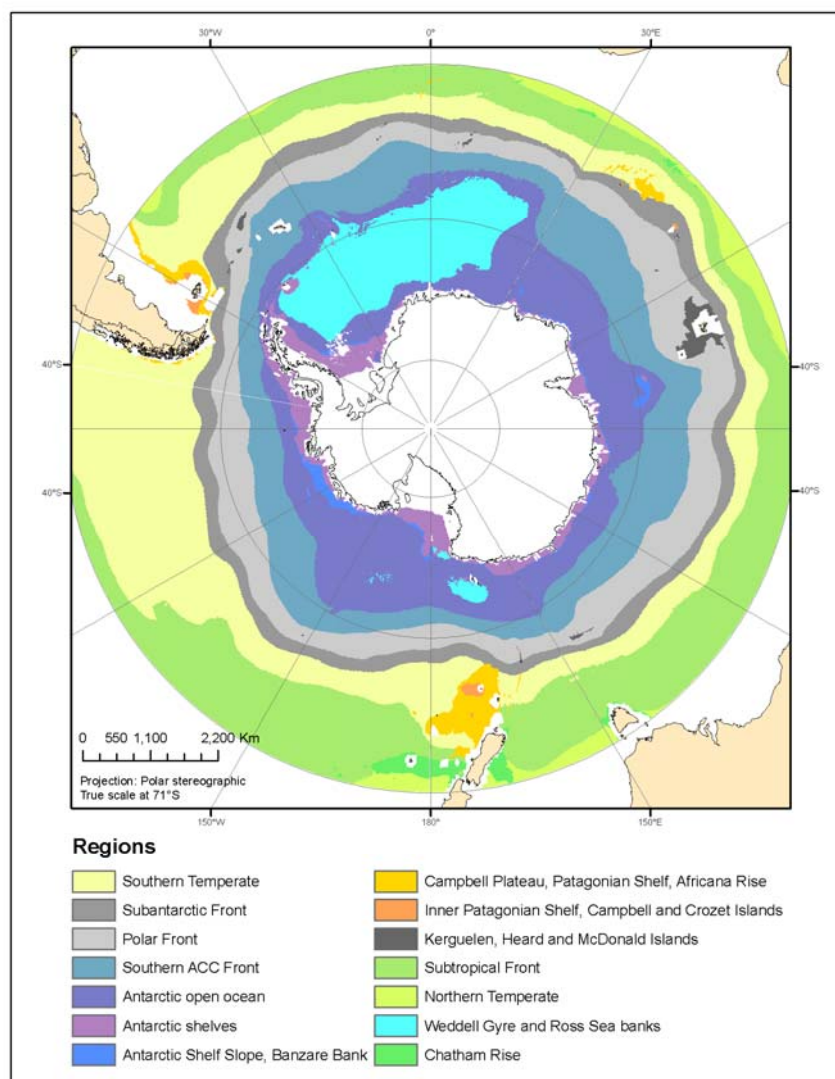 30°W 0° 30°E
40°S 40°S
40°S 40°S
0 550 1,100 2,200 Km
Projection: Polar stereographic
True scale at 71°S
150°W 180° 150°E
Regions
Southern Temperate
Subantarctic Front
Polar Front
Southern ACC Front
Antarctic open ocean
Antarctic shelves
Antarctic Shelf Slope, Banzare Bank
Campbell Plateau, Patagonian Shelf, Africana Rise
Inner Patagonian Shelf, Campbell and Crozet Islands
Kerguelen, Heard and McDonald Islands
Subtropical Front
Northern Temperate
Weddell Gyre and Ross Sea banks
Chatham Rise